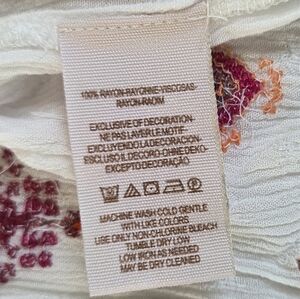 100% RAYON-RAYONNE-VISCOSAS-
RAYON-RAIOM
EXCLUSIVE OF DECORATION-
NE PAS LAVER LE MOTIF-
EXCLUYENDO LA DECORACION-
ESCLUSO IL DECORO-
EXCEPTO DECORAÇÃO
MACHINE WASH COLD GENTLE
WITH LIKE COLORS
USE ONLY NON-CHLORINE BLEACH
TUMBLE DRY LOW
LOW IRON AS NEEDED
MAY BE DRY CLEANED